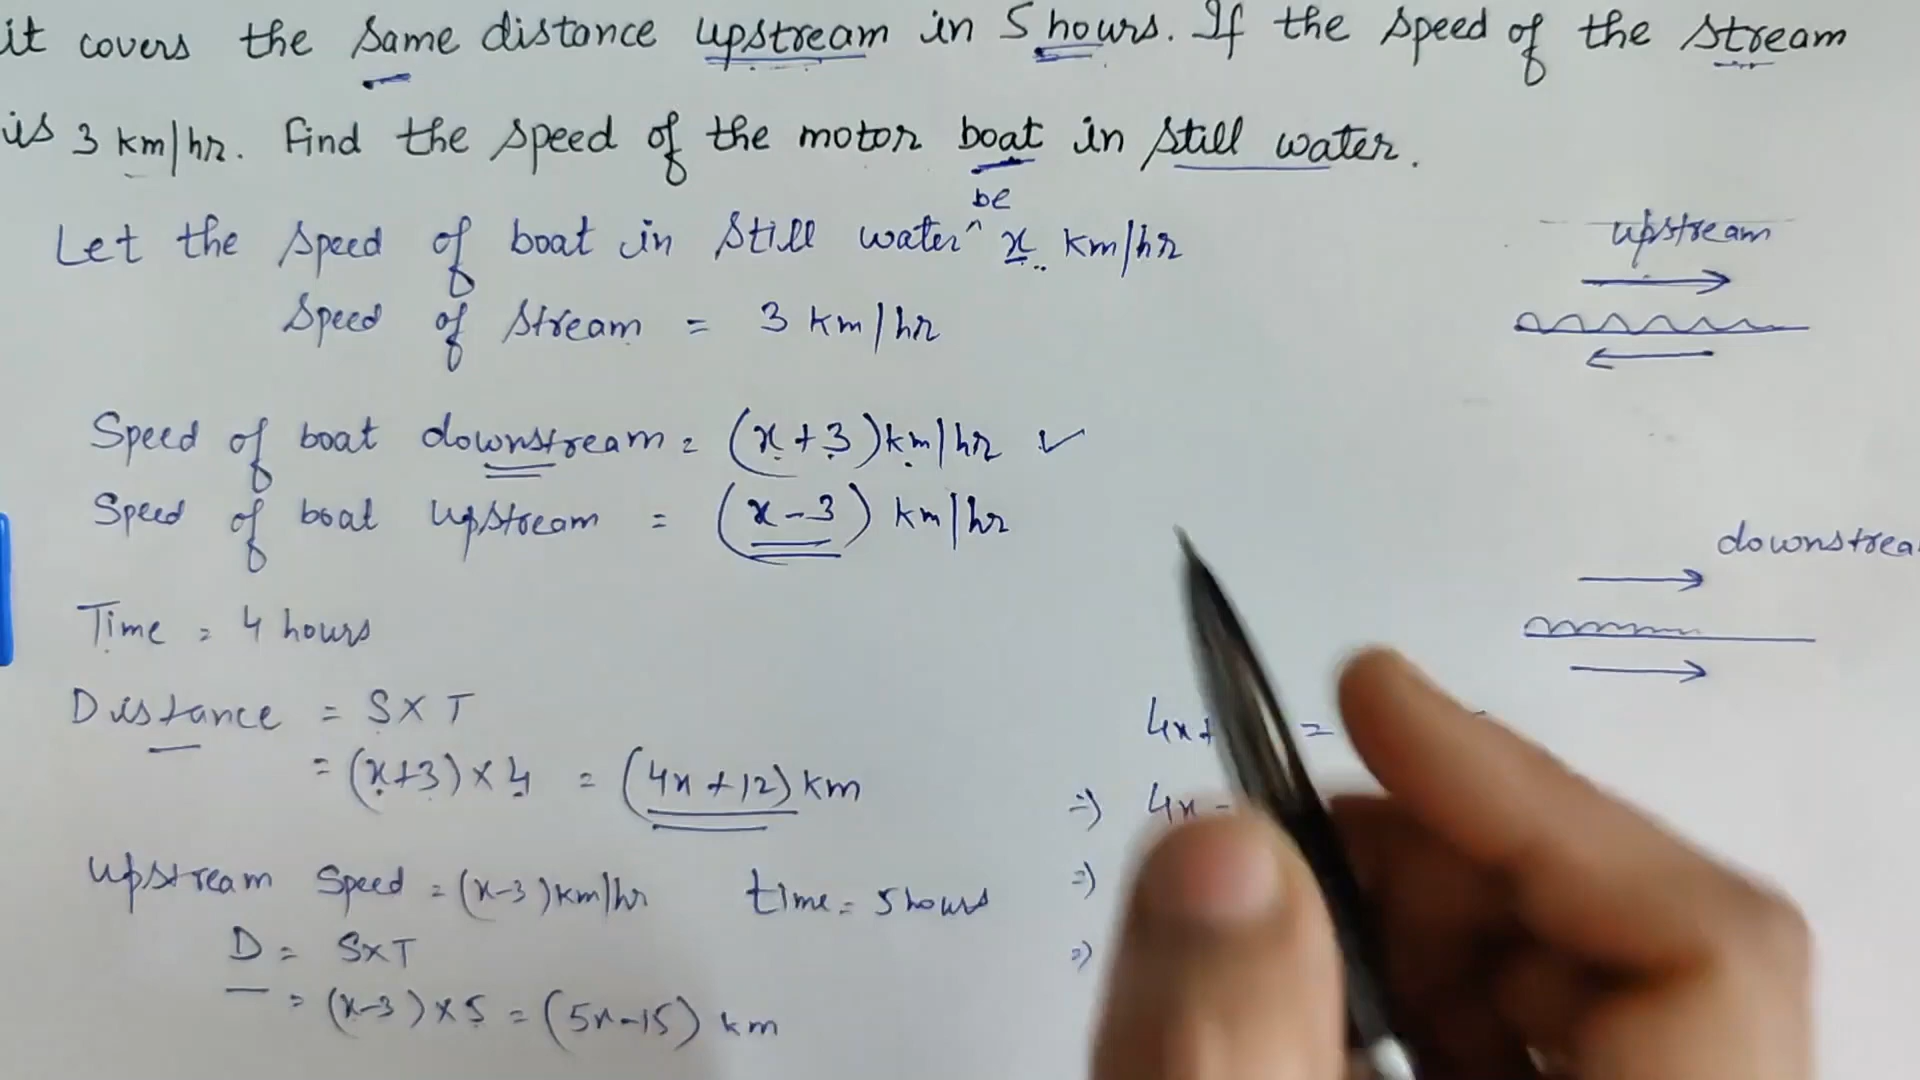 it covers the same distance upstream in 5 hours. If the speed of the stream
is 3 km/hr. Find the speed of the motor boat in still water.
be
Let the speed of boat in still water ^ x km/hr
upstream
Speed of stream = 3 km/hr
Speed of boat downstream = (x+3) km/hr ✓
Speed of boat upstream = (x-3) km/hr
downstrea
Time = 4 hours
Distance = S×T
= (x+3)×4 = (4x+12) km
4x+ =
=) 4x -
upstream speed = (x-3) km/hr time = 5 hours
=)
D = S×T
=)
= (x-3)×5 = (5x-15) km